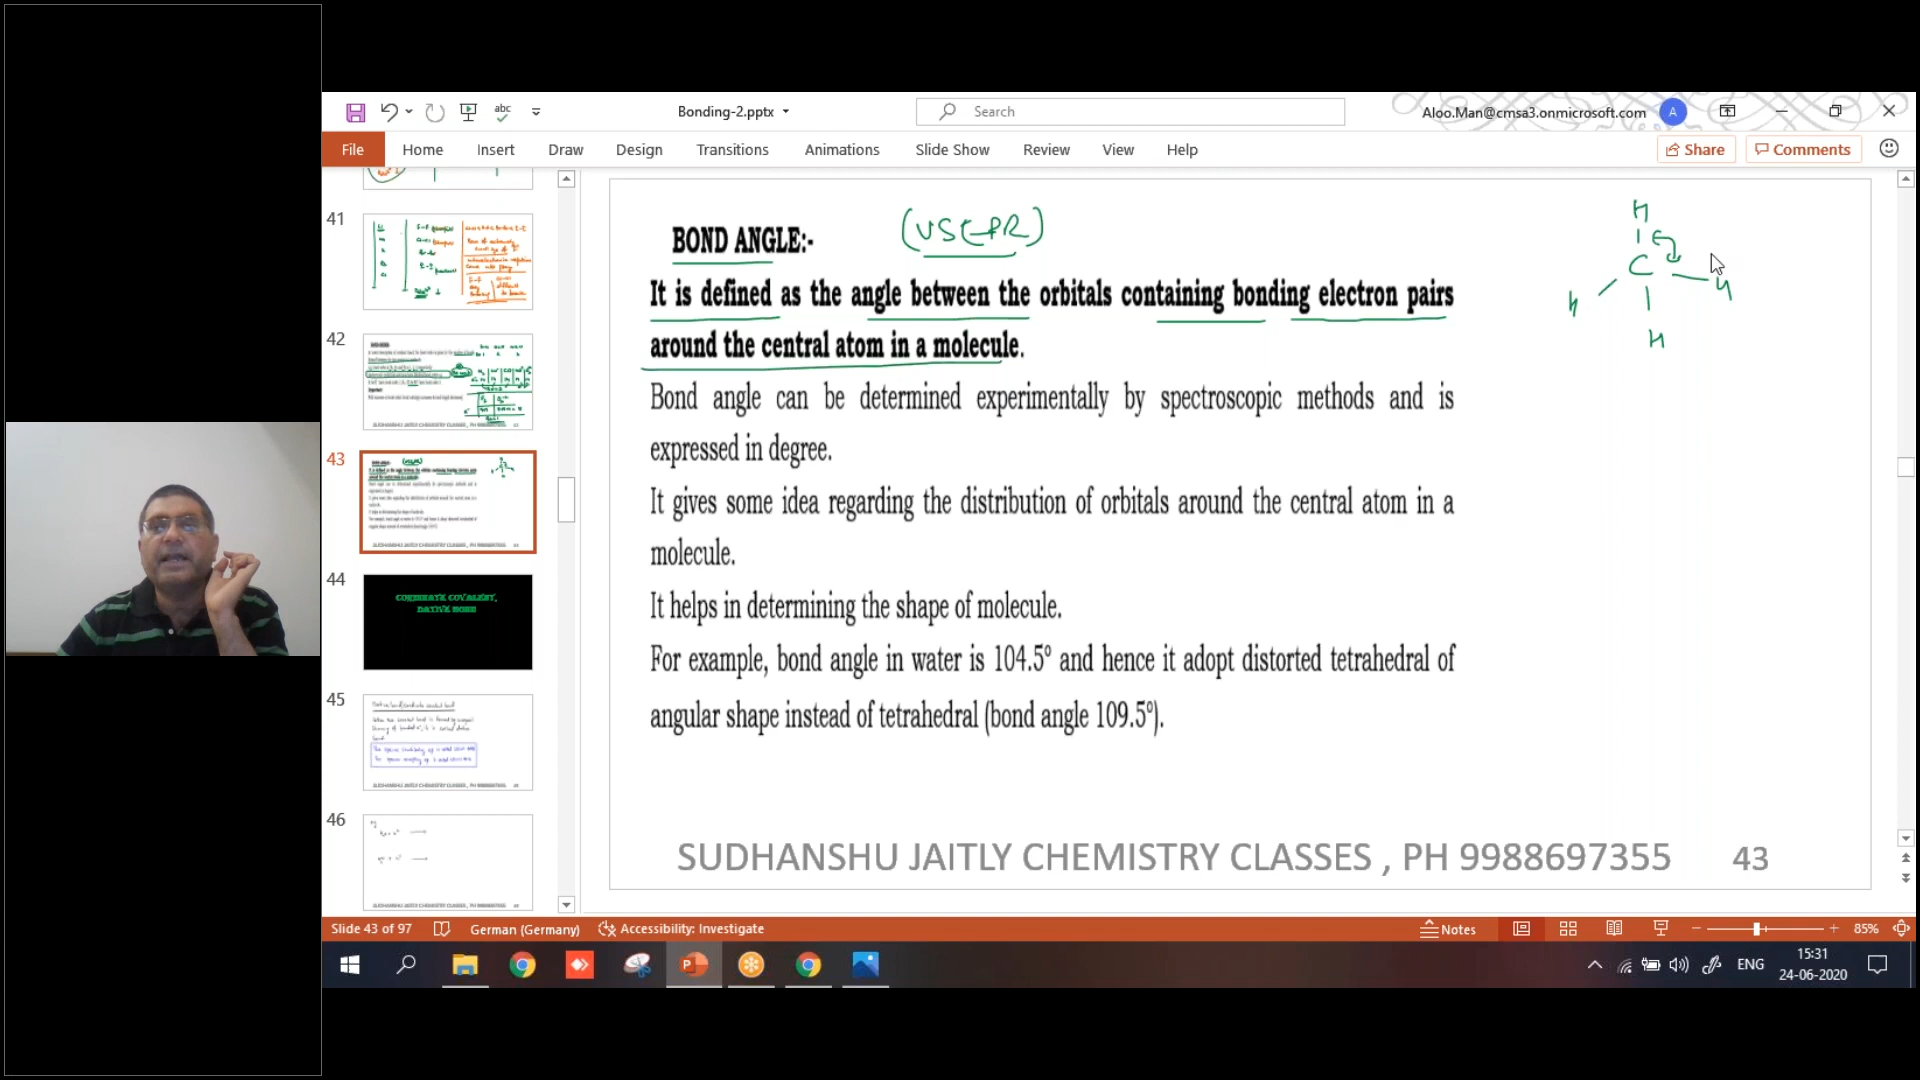 abc
Bonding-2.pptx
Search
Aloo.Man@cmsa3.onmicrosoft.com
A
File
Home
Insert
Draw
Design
Transitions
Animations
Slide Show
Review
View
Help
Share
Comments
41
42
43
44
45
46
COORDINATE COVALENT,
DATIVE BOND
BOND ANGLE:-
(VSEPR)
It is defined as the angle between the orbitals containing bonding electron pairs
around the central atom in a molecule.
Bond angle can be determined experimentally by spectroscopic methods and is
expressed in degree.
It gives some idea regarding the distribution of orbitals around the central atom in a
molecule.
It helps in determining the shape of molecule.
For example, bond angle in water is 104.5° and hence it adopt distorted tetrahedral of
angular shape instead of tetrahedral (bond angle 109.5°).
H
C
H
H
H
SUDHANSHU JAITLY CHEMISTRY CLASSES , PH 9988697355 43
Slide 43 of 97
German (Germany)
Accessibility: Investigate
Notes
85%
ENG
15:31
24-06-2020